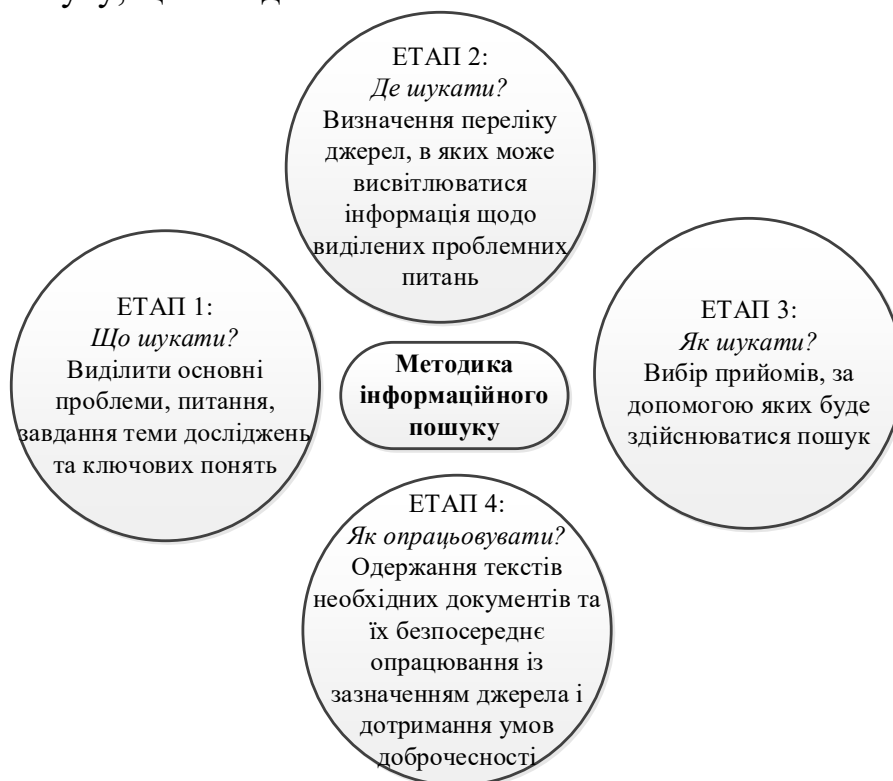 ЕТАП 2:
Де шукати?
Визначення переліку
джерел, в яких може
висвітлюватися
інформація щодо
виділених проблемних
питань
ЕТАП 1:
Що шукати?
Виділити основні
проблеми, питання,
завдання теми досліджень
та ключових понять
Методика
інформаційного
пошуку
ЕТАП 3:
Як шукати?
Вибір прийомів, за
допомогою яких буде
здійснюватися пошук
ЕТАП 4:
Як опрацьовувати?
Одержання текстів
необхідних документів та
їх безпосереднє
опрацювання із
зазначенням джерела і
дотримання умов
доброчесності